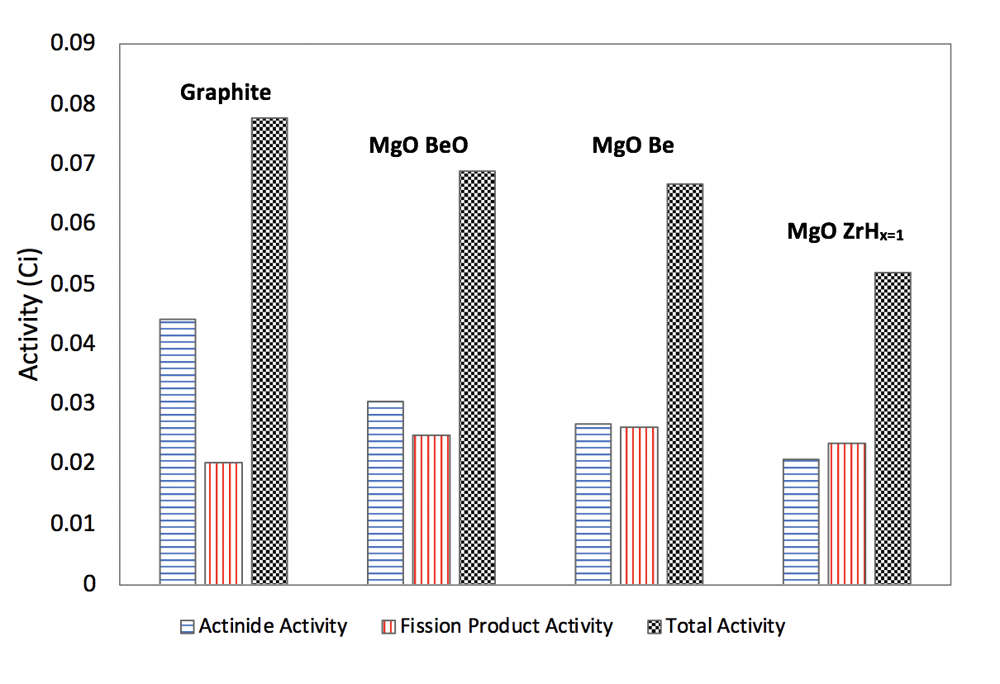 0.09
Graphite
0.08
MgO BeO
MgO Be
0.07
0.06
MgO ZrHₓ₌₁
0.05
Activity (Ci)
0.04
0.03
0.02
0.01
0
Actinide Activity
Fission Product Activity
Total Activity